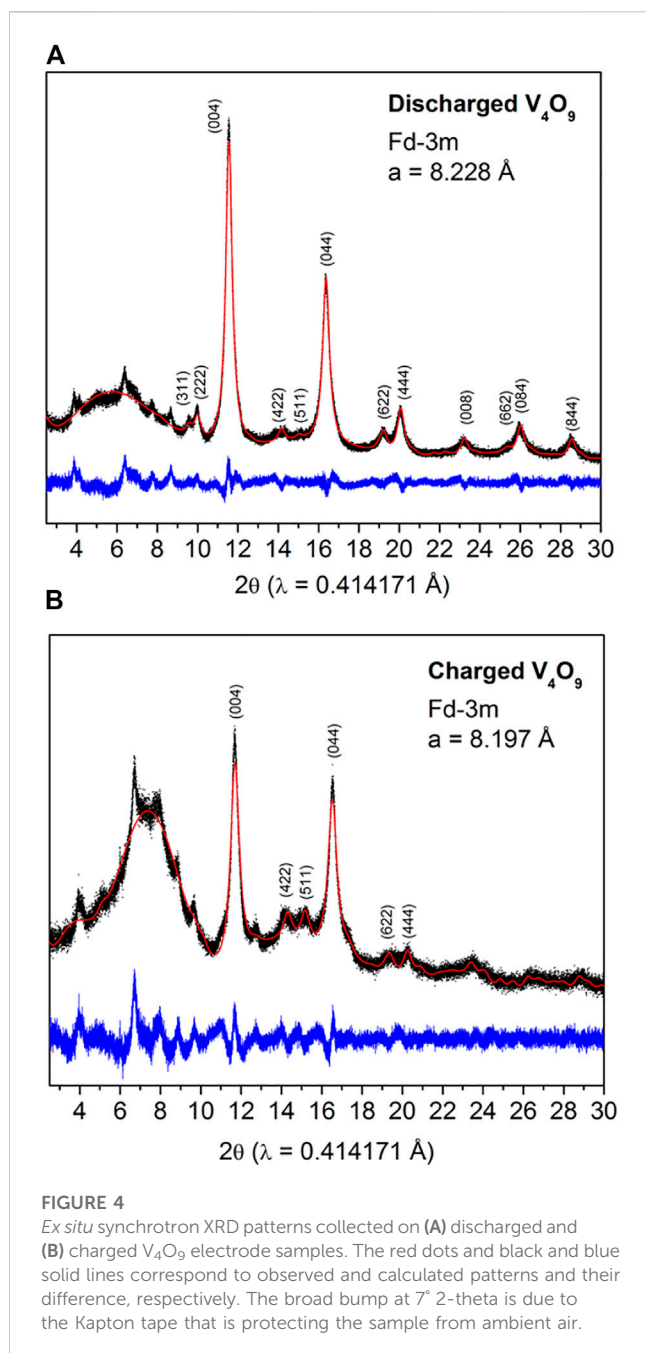 A
Discharged V₄O₉
Fd-3m
a = 8.228 Å
(004)
(311)
(222)
(422)
(511)
(044)
(622)
(444)
(008)
(662)
(084)
(844)
4 6 8 10 12 14 16 18 20 22 24 26 28 30
2θ (λ = 0.414171 Å)
B
Charged V₄O₉
Fd-3m
a = 8.197 Å
(004)
(422)
(511)
(044)
(622)
(444)
4 6 8 10 12 14 16 18 20 22 24 26 28 30
2θ (λ = 0.414171 Å)
FIGURE 4
Ex situ synchrotron XRD patterns collected on (A) discharged and
(B) charged V₄O₉ electrode samples. The red dots and black and blue
solid lines correspond to observed and calculated patterns and their
difference, respectively. The broad bump at 7° 2-theta is due to
the Kapton tape that is protecting the sample from ambient air.